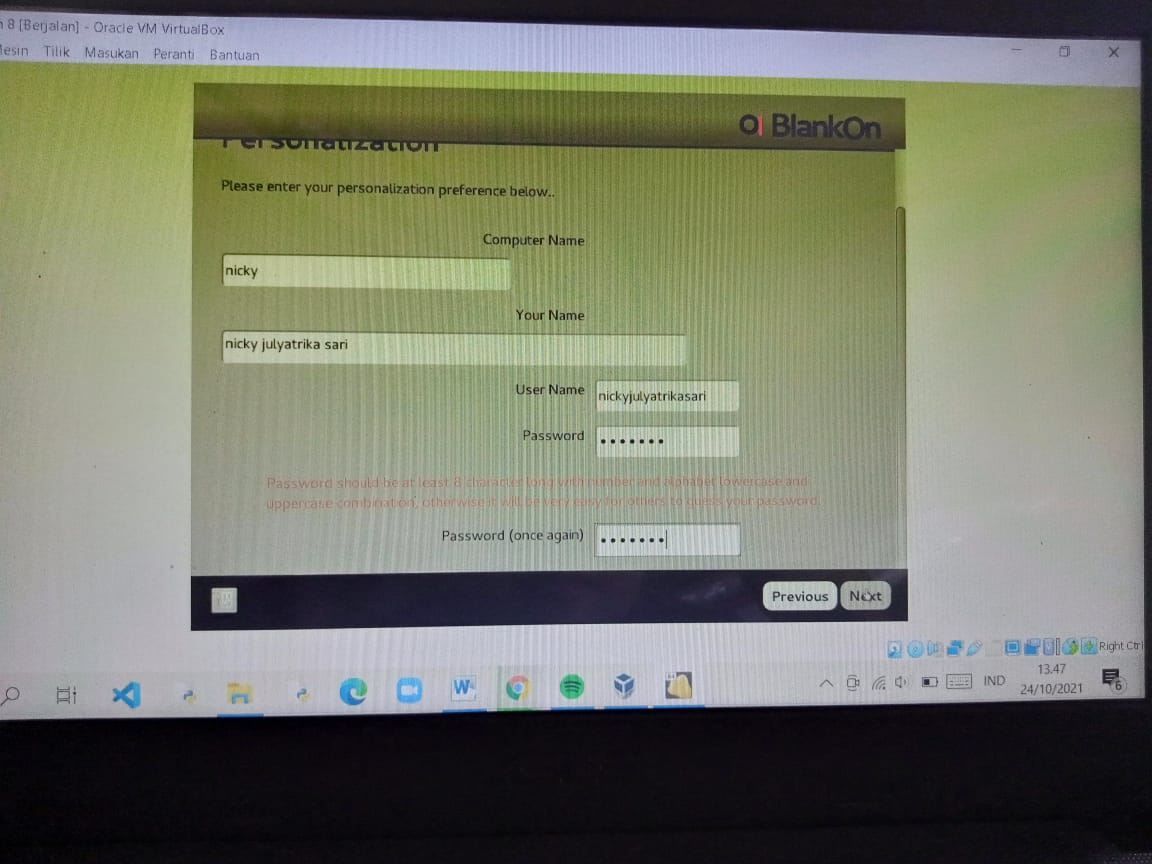 8 [Berjalan] - Oracle VM VirtualBox
Mesin Tilik Masukan Peranti Bantuan
BlankOn
Personalization
Please enter your personalization preference below..
Computer Name
nicky
Your Name
nicky julyatrika sari
User Name nickyjulyatrikasari
Password •••••••
Password should be at least 8 character long with number and alphabet lowercase and
uppercase combination, otherwise it will be very easy for others to guess your password.
Password (once again) •••••••
Previous Next
Right Ctrl
13.47
IND
24/10/2021
6